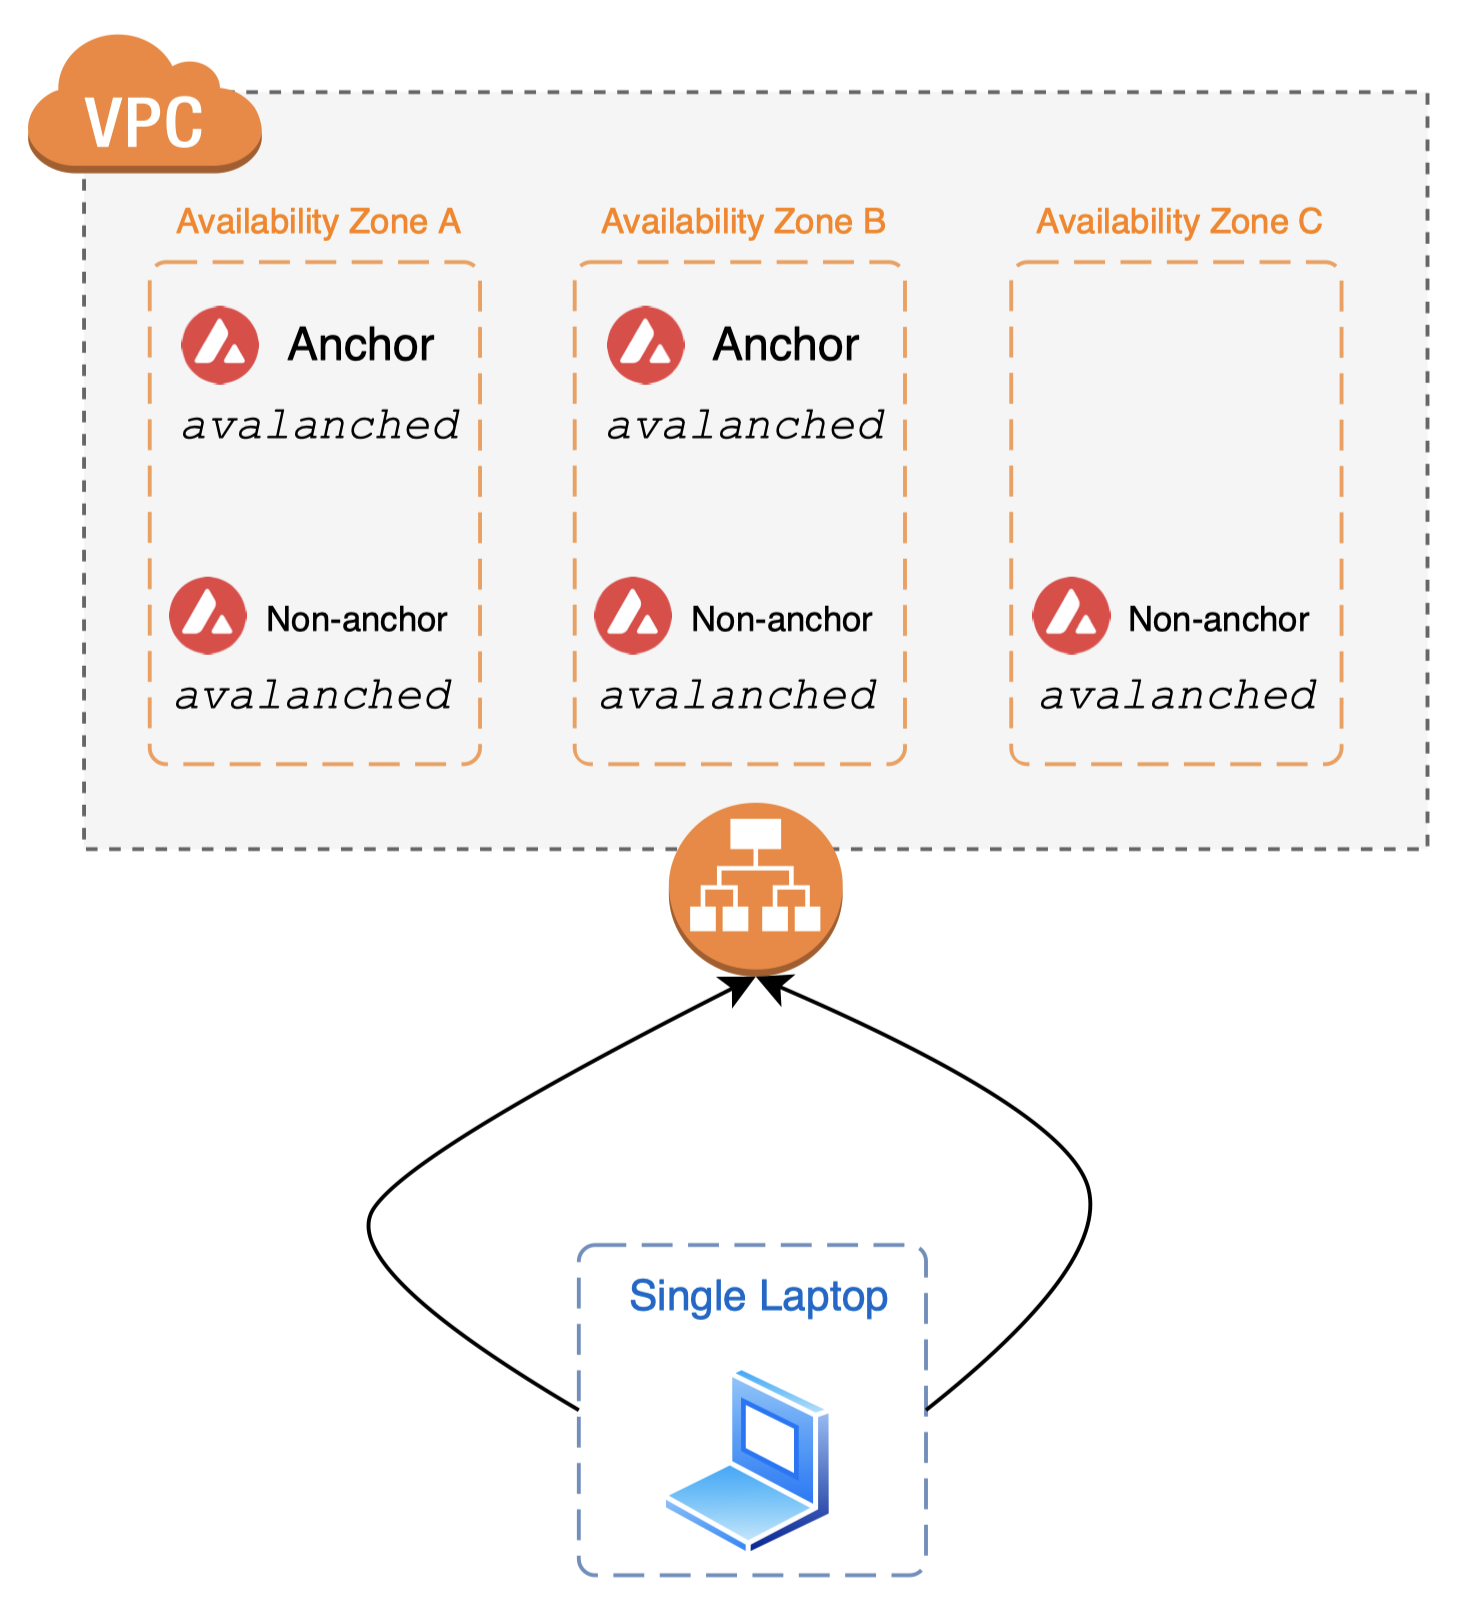 VPC
Availability Zone A
Availability Zone B
Availability Zone C
Anchor
avalanched
Anchor
avalanched
Non-anchor
avalanched
Non-anchor
avalanched
Non-anchor
avalanched
Single Laptop